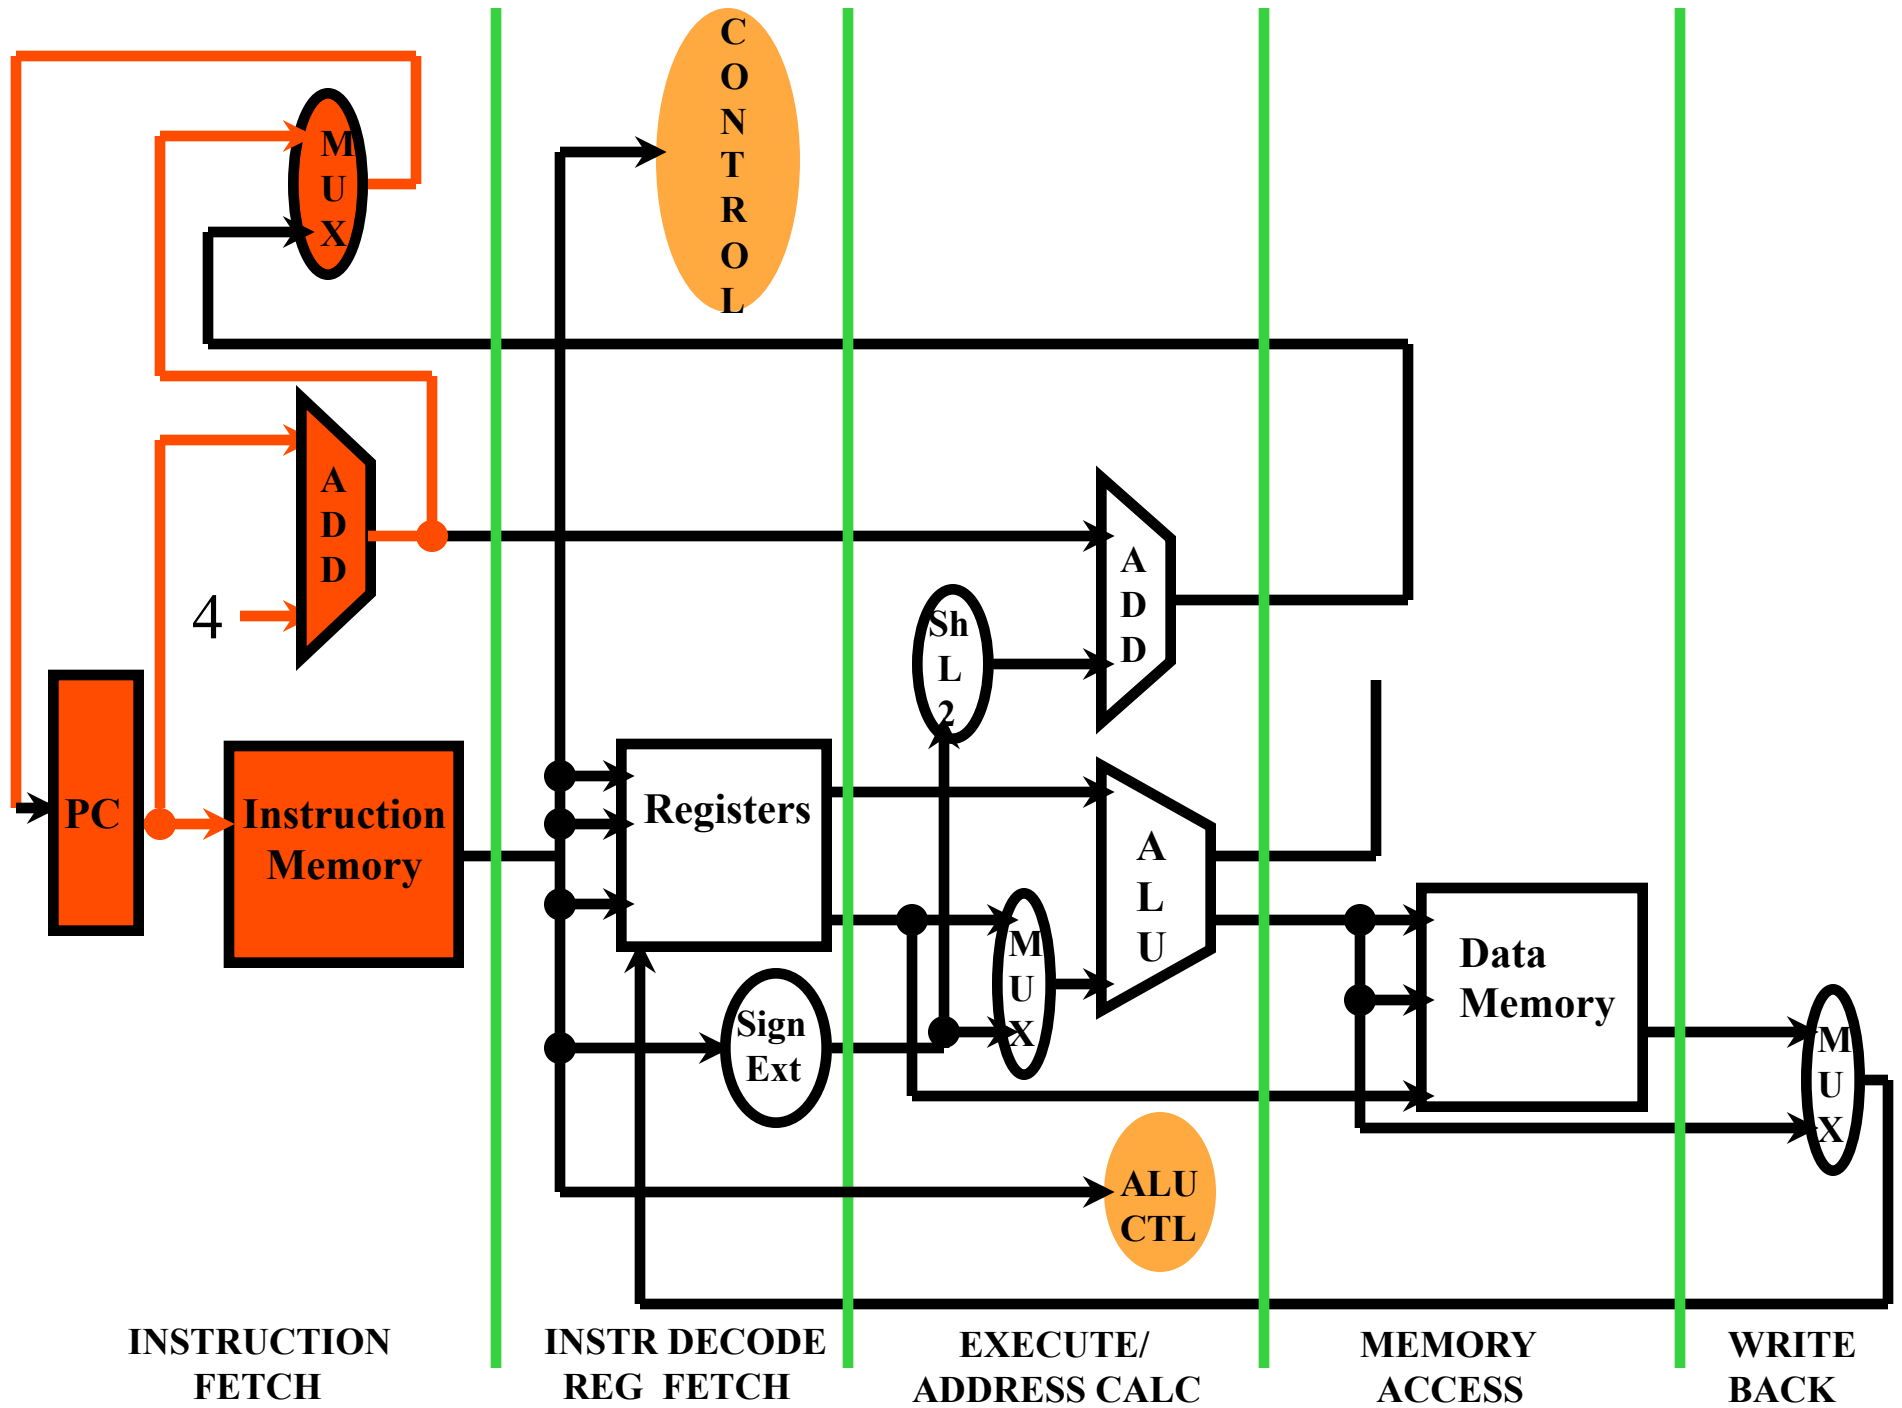 C
O
N
T
R
O
L
M
U
X
A
D
D
4
PC
Instruction
Memory
Registers
Sign
Ext
Sh
L
2
A
D
D
A
L
U
M
U
X
ALU
CTL
Data
Memory
M
U
X
INSTRUCTION
FETCH
INSTR DECODE
REG FETCH
EXECUTE/
ADDRESS CALC
MEMORY
ACCESS
WRITE
BACK